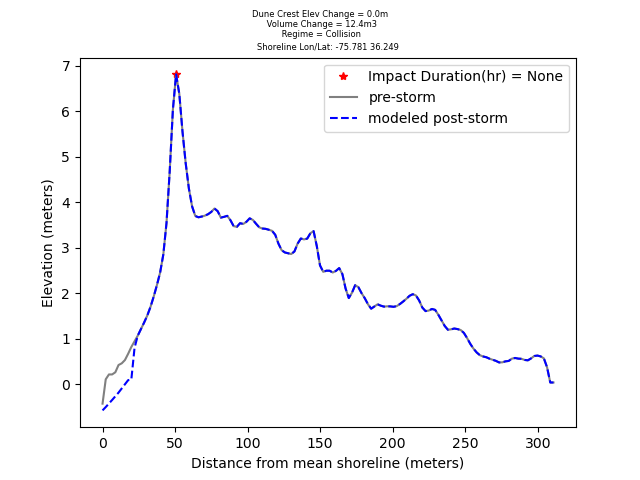 Dune Crest Elev Change = 0.0m
Volume Change = 12.4m3
Regime = Collision
Shoreline Lon/Lat: -75.781 36.249
Impact Duration(hr) = None
pre-storm
modeled post-storm
Elevation (meters)
7
6
5
4
3
2
1
0
0 50 100 150 200 250 300
Distance from mean shoreline (meters)